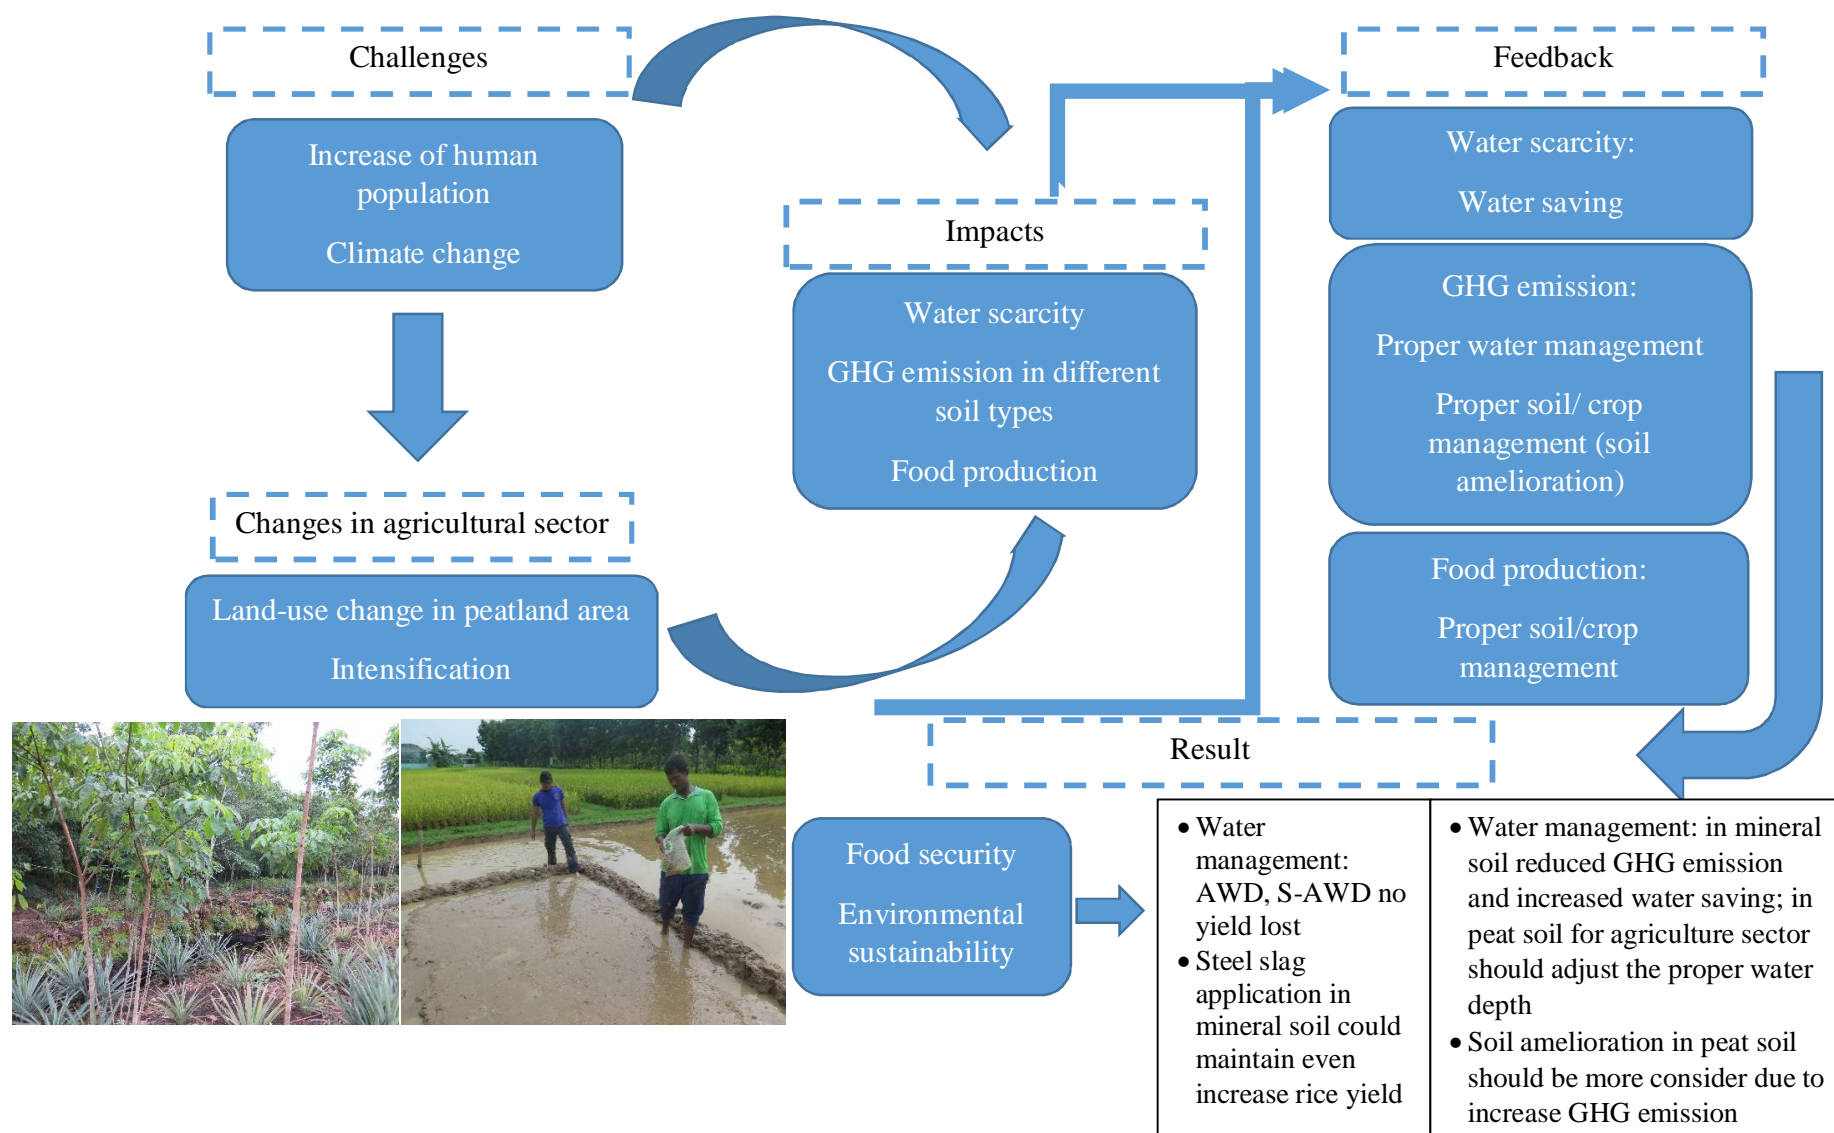 Challenges
Increase of human
population
Climate change
Changes in agricultural sector
Land-use change in peatland area
Intensification
Impacts
Water scarcity
GHG emission in different
soil types
Food production
Feedback
Water scarcity:
Water saving
GHG emission:
Proper water management
Proper soil/ crop
management (soil
amelioration)
Food production:
Proper soil/crop
management
Result
Food security
Environmental
sustainability
• Water
management:
AWD, S-AWD no
yield lost
• Steel slag
application in
mineral soil could
maintain even
increase rice yield
• Water management: in mineral
soil reduced GHG emission
and increased water saving; in
peat soil for agriculture sector
should adjust the proper water
depth
• Soil amelioration in peat soil
should be more consider due to
increase GHG emission